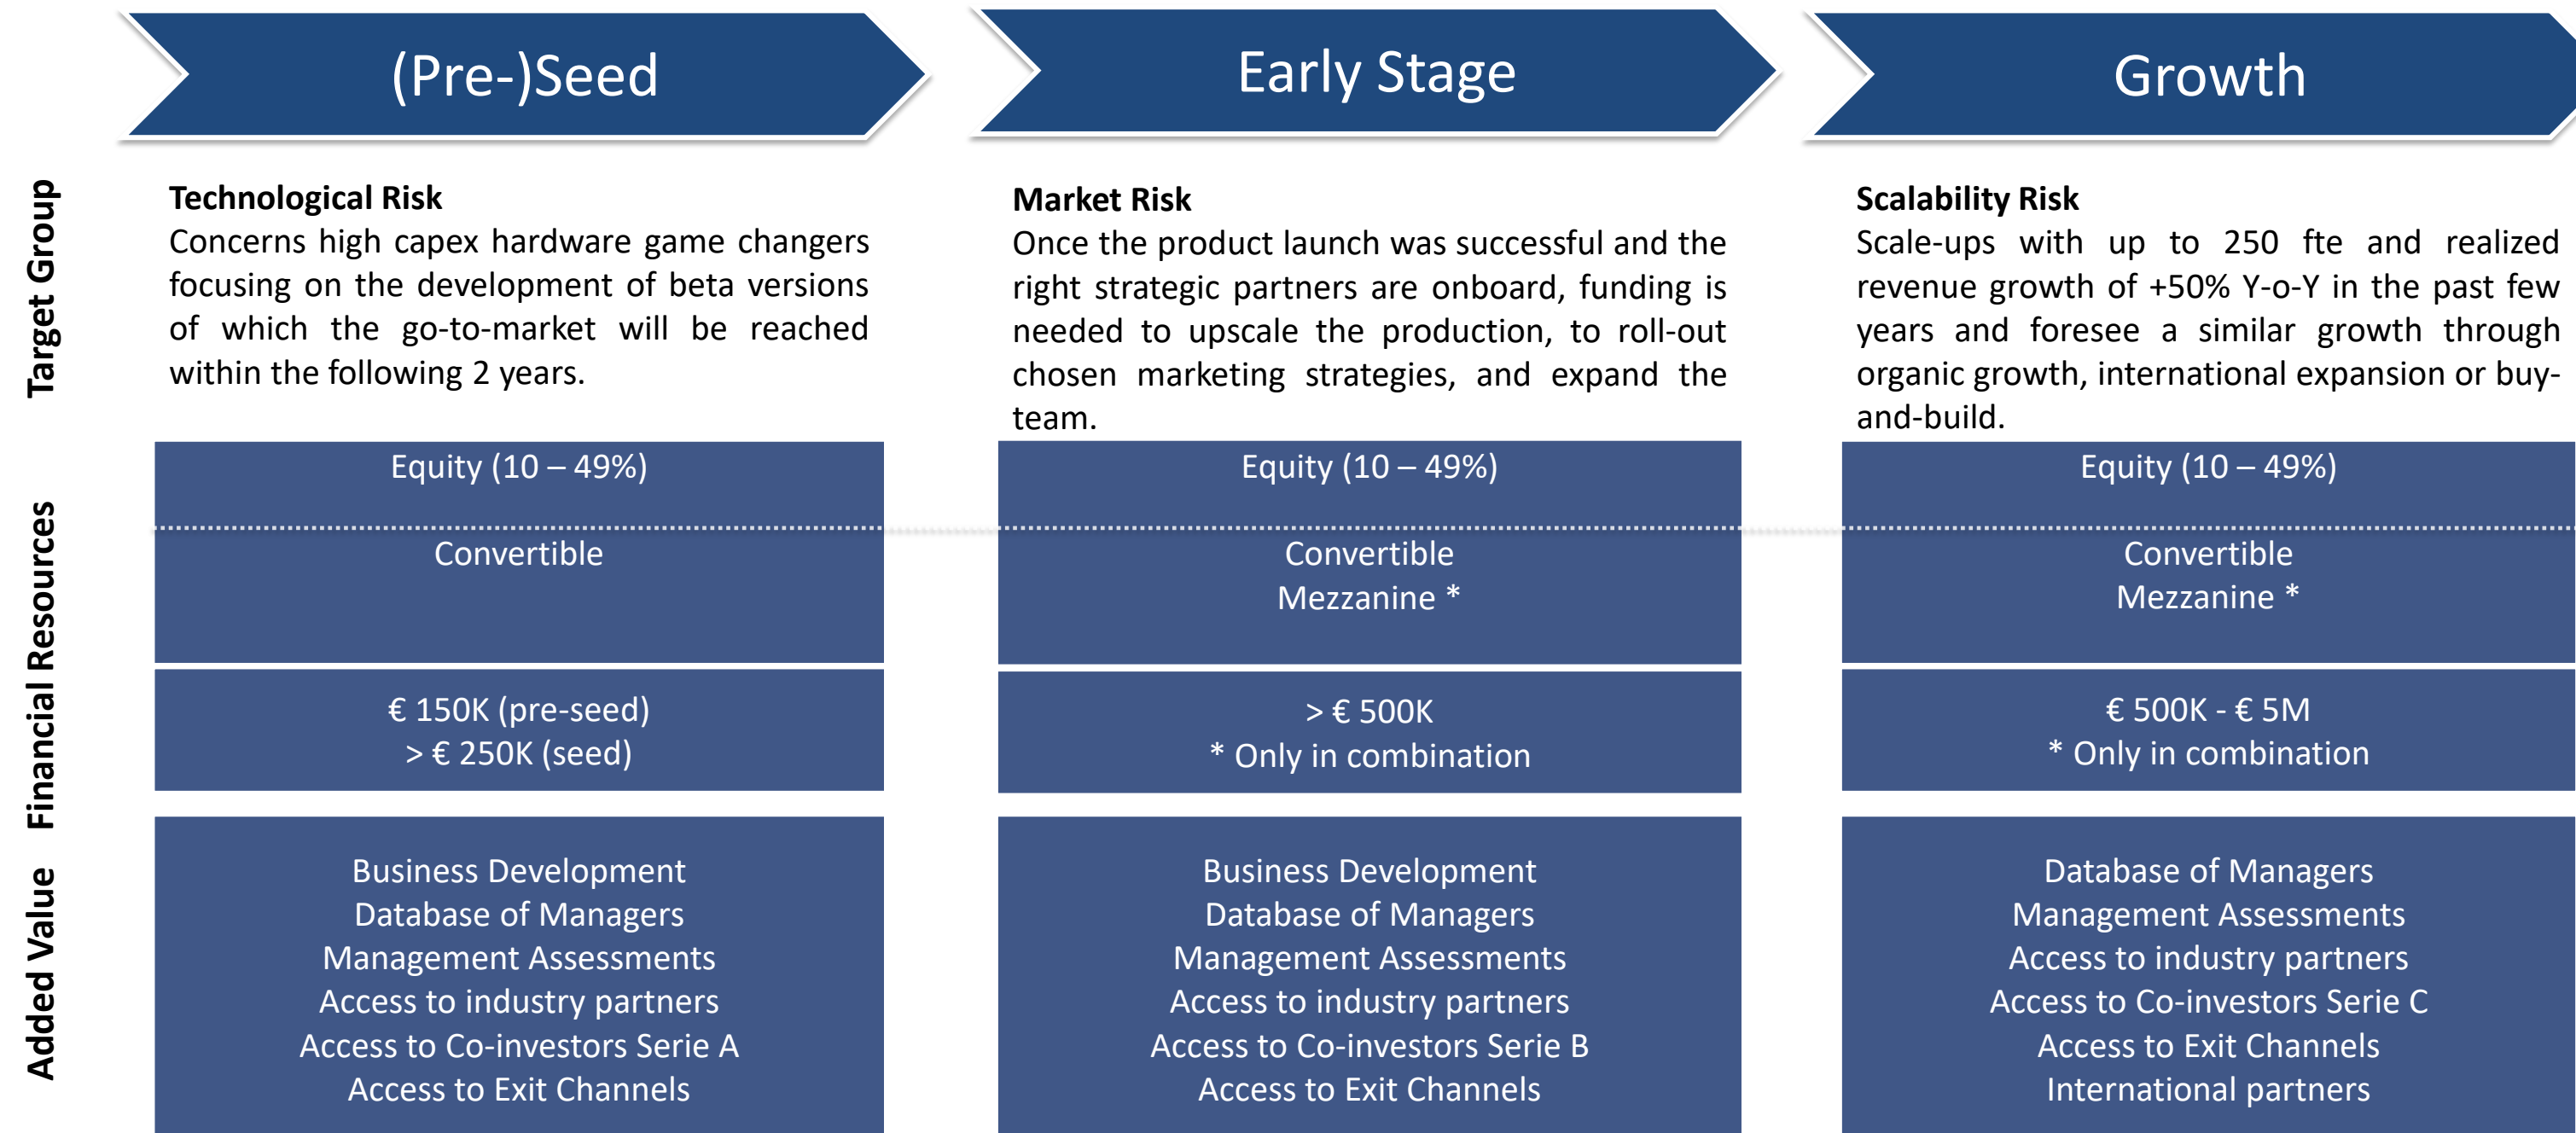 (Pre-)Seed
Early Stage
Growth
Target Group
Technological Risk
Concerns high capex hardware game changers
focusing on the development of beta versions
of which the go-to-market will be reached
within the following 2 years.
Market Risk
Once the product launch was successful and the
right strategic partners are onboard, funding is
needed to upscale the production, to roll-out
chosen marketing strategies, and expand the
team.
Scalability Risk
Scale-ups with up to 250 fte and realized
revenue growth of +50% Y-o-Y in the past few
years and foresee a similar growth through
organic growth, international expansion or buy-
and-build.
Financial Resources
Equity (10 – 49%)
Convertible
€ 150K (pre-seed)
> € 250K (seed)
Equity (10 – 49%)
Convertible
Mezzanine *
> € 500K
* Only in combination
Equity (10 – 49%)
Convertible
Mezzanine *
€ 500K - € 5M
* Only in combination
Added Value
Business Development
Database of Managers
Management Assessments
Access to industry partners
Access to Co-investors Serie A
Access to Exit Channels
Business Development
Database of Managers
Management Assessments
Access to industry partners
Access to Co-investors Serie B
Access to Exit Channels
Database of Managers
Management Assessments
Access to industry partners
Access to Co-investors Serie C
Access to Exit Channels
International partners